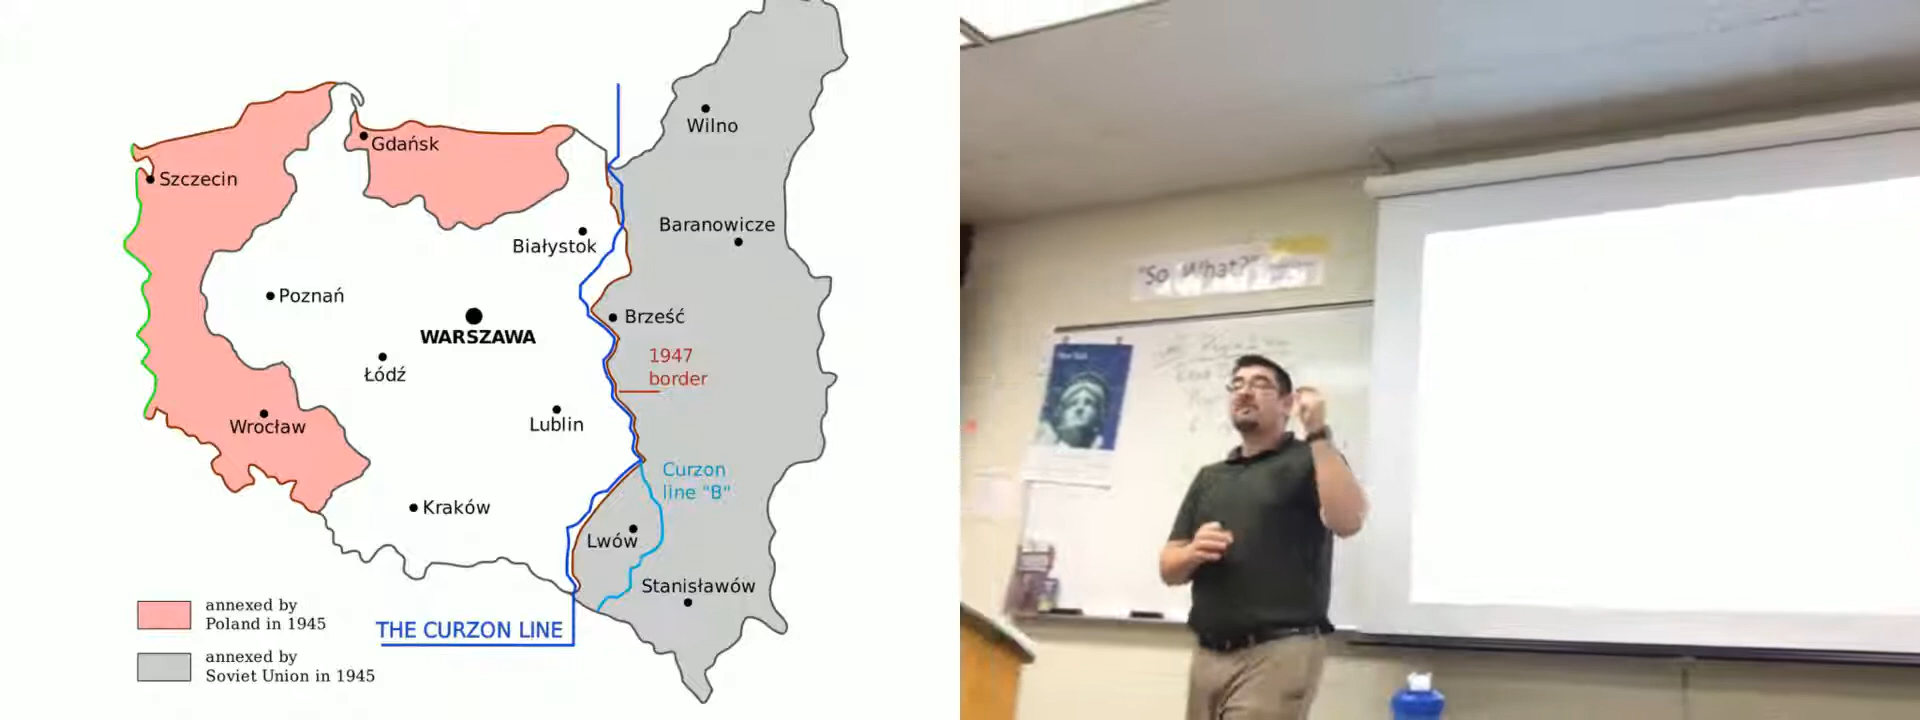 Wilno
Gdańsk
Szczecin
Baranowicze
Białystok
Poznań
Brześć
WARSZAWA
1947
border
Łódź
Wrocław
Lublin
Curzon
line "B"
Kraków
Lwów
Stanisławów
THE CURZON LINE
annexed by
Poland in 1945
annexed by
Soviet Union in 1945
"So What?"